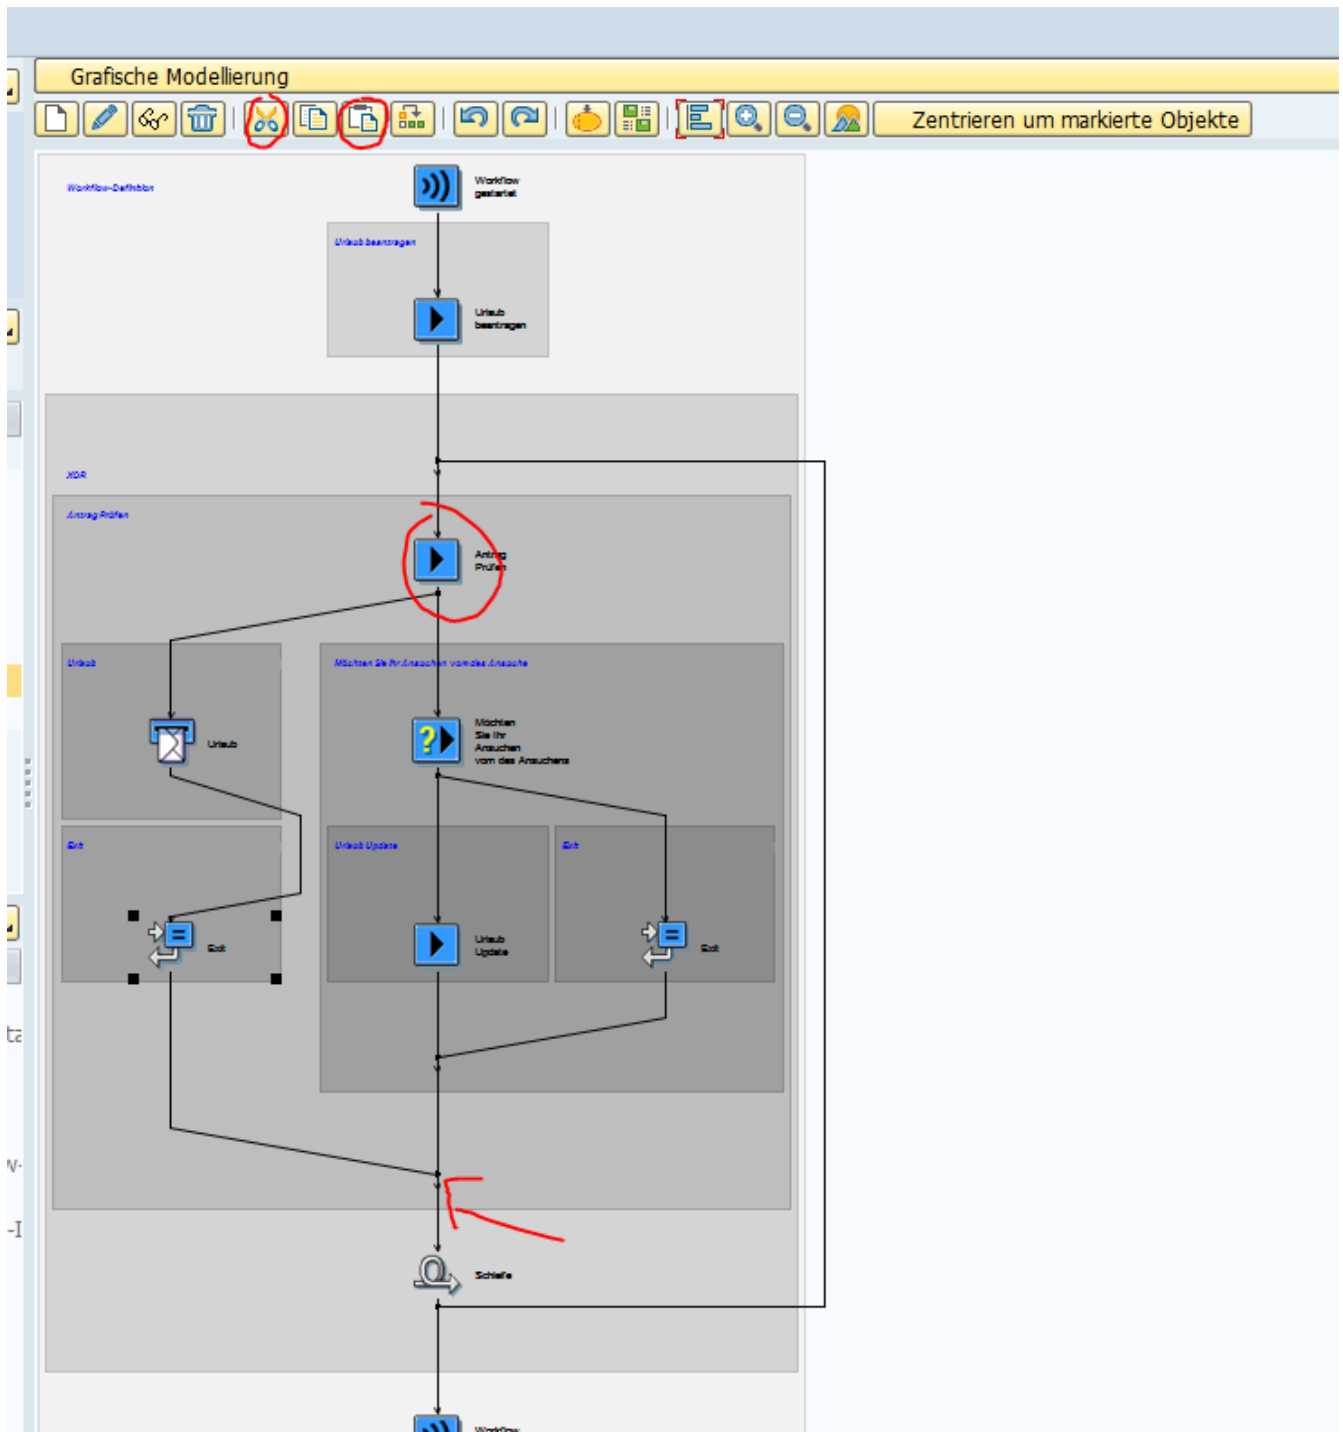 Grafische Modellierung
Zentrieren um markierte Objekte
Workflow-Definition
Workflow
gestartet
Urlaub beantragen
Urlaub
beantragen
XOR
Antrag Prüfen
Antrag
Prüfen
Urlaub
Möchten Sie Ihr Ansuchen vom des Ansuche
Urlaub
Möchten
Sie Ihr
Ansuchen
vom des Ansuchens
Exit
Urlaub Update
Exit
Exit
Urlaub
Update
Exit
ta
w-
-I
Schleife
Workflow